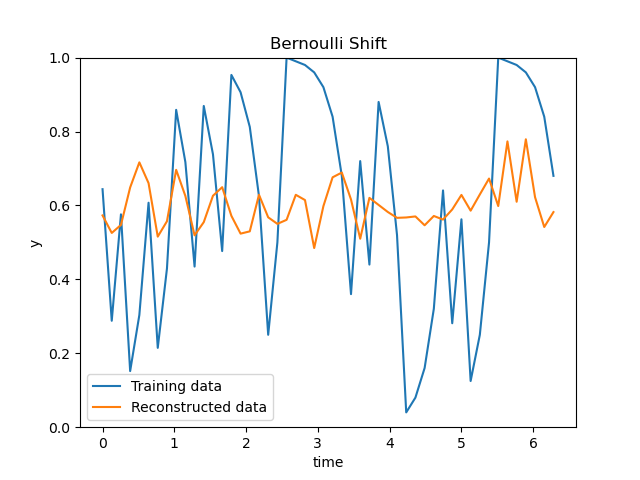 Bernoulli Shift
1.0
0.8
0.6
0.4
0.2
0.0
y
Training data
Reconstructed data
0 1 2 3 4 5 6
time